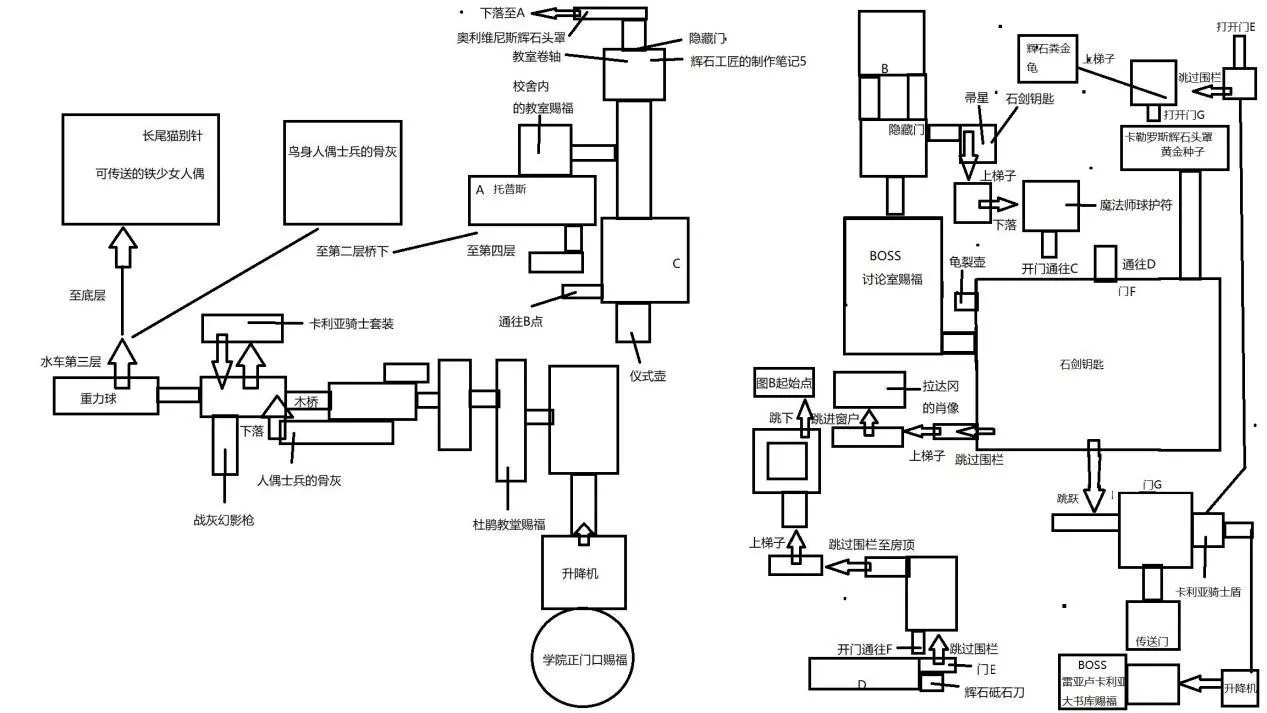 下落至A
奥利维尼斯辉石头罩
教室卷轴
隐藏门
辉石工匠的制作笔记5
校舍内
的教室赐福
长尾猫别针
可传送的铁少女人偶
鸟身人偶士兵的骨灰
A 托普斯
至第二层桥下
至第四层
C
至底层
通往B点
卡利亚骑士套装
水车第三层
仪式壶
重力球
木桥
下落
人偶士兵的骨灰
战灰幻影枪
杜鹃教堂赐福
升降机
学院正门口赐福
B
辉石粪金
龟
上梯子
打开门E
跳过围栏
打开门G
帚星
石剑钥匙
隐藏门
卡勒罗斯辉石头罩
黄金种子
上梯子
魔法师球护符
下落
开门通往C
BOSS
讨论室赐福
龟裂壶
通往D
门F
石剑钥匙
图B起始点
拉达冈
的肖像
跳下
跳进窗户
上梯子
跳过围栏
门G
跳跃
上梯子
跳过围栏至房顶
卡利亚骑士盾
传送门
开门通往F
跳过围栏
门E
D
辉石砥石刀
BOSS
雷亚卢卡利亚
大书库赐福
升降机